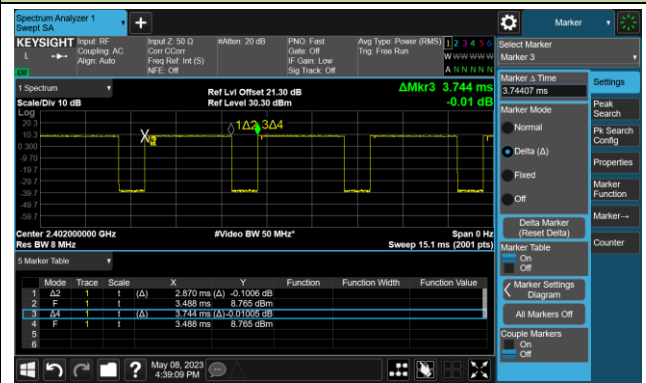 Spectrum Analyzer 1
Swept SA
Marker
KEYSIGHT
L
Input: RF
Coupling: AC
Align: Auto
Input Z: 50 Ω
Corr CCorr
Freq Ref: Int (S)
NFE: Off
#Atten: 20 dB
PNO: Fast
Gate: Off
IF Gain: Low
Sig Track: Off
Avg Type: Power (RMS)
Trig: Free Run
1 2 3 4 5 6
W W W W W W
A N N N N N
Select Marker
Marker 3
1 Spectrum
Scale/Div 10 dB
Log
Ref Lvl Offset 21.30 dB
Ref Level 30.30 dBm
ΔMkr3 3.744 ms
-0.01 dB
20.3
10.3
0.300
-9.70
-19.7
-29.7
-39.7
-49.7
-59.7
1Δ2 3Δ4
Center 2.402000000 GHz
Res BW 8 MHz
#Video BW 50 MHz*
Span 0 Hz
Sweep 15.1 ms (2001 pts)
5 Marker Table
Mode Trace Scale X Y Function Function Width Function Value
1 Δ2 1 t (Δ) 2.870 ms (Δ) -0.1006 dB
2 F 1 t 3.488 ms 8.765 dBm
3 Δ4 1 t (Δ) 3.744 ms (Δ) -0.01005 dB
4 F 1 t 3.488 ms 8.765 dBm
5
6
Marker Δ Time
3.74407 ms
Marker Mode
Normal
Delta (Δ)
Fixed
Off
Delta Marker
(Reset Delta)
Marker Table
On
Off
Marker Settings
Diagram
All Markers Off
Couple Markers
On
Off
Settings
Peak
Search
Pk Search
Config
Properties
Marker
Function
Marker→
Counter
?
May 08, 2023
4:39:09 PM